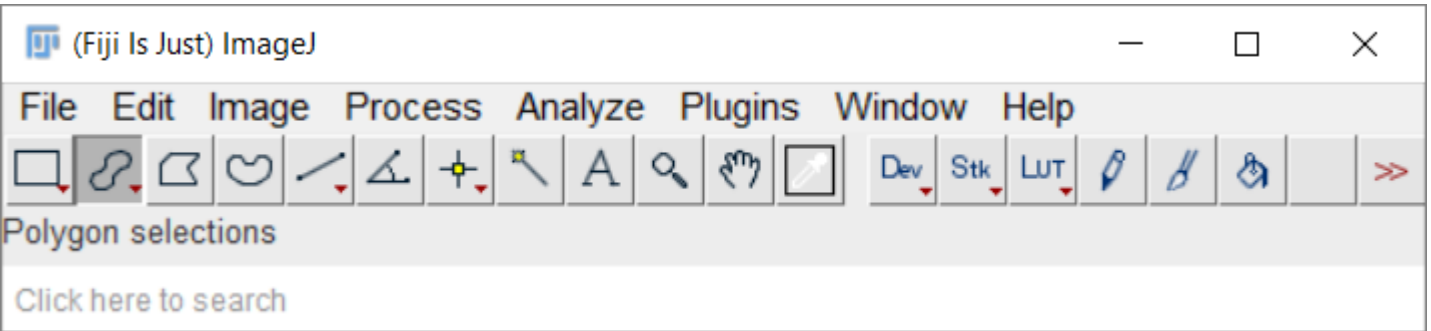 (Fiji Is Just) ImageJ
File Edit Image Process Analyze Plugins Window Help
A Dev Stk LUT >>
Polygon selections
Click here to search